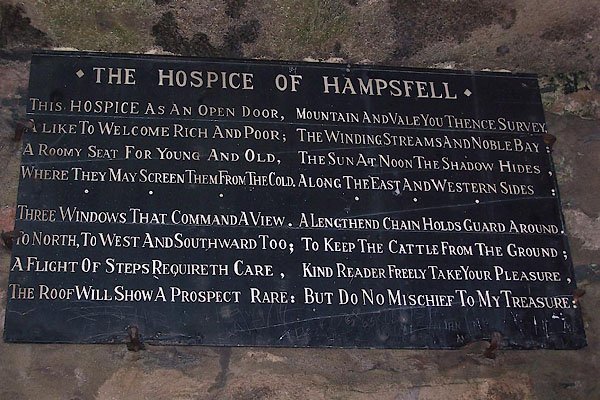 THE HOSPICE OF HAMPSFELL
THIS HOSPICE AS AN OPEN DOOR,
A LIKE TO WELCOME RICH AND POOR;
A ROOMY SEAT FOR YOUNG AND OLD,
WHERE THEY MAY SCREEN THEM FROM THE COLD.
THREE WINDOWS THAT COMMAND A VIEW.
TO NORTH, TO WEST AND SOUTHWARD TOO;
A FLIGHT OF STEPS REQUIRETH CARE,
THE ROOF WILL SHOW A PROSPECT RARE:
MOUNTAIN AND VALE YOU THENCE SURVEY,
THE WINDING STREAMS AND NOBLE BAY:
THE SUN AT NOON THE SHADOW HIDES,
ALONG THE EAST AND WESTERN SIDES:
A LENGTHEND CHAIN HOLDS GUARD AROUND.
TO KEEP THE CATTLE FROM THE GROUND;
KIND READER FREELY TAKE YOUR PLEASURE,
BUT DO NO MISCHIEF TO MY TREASURE: